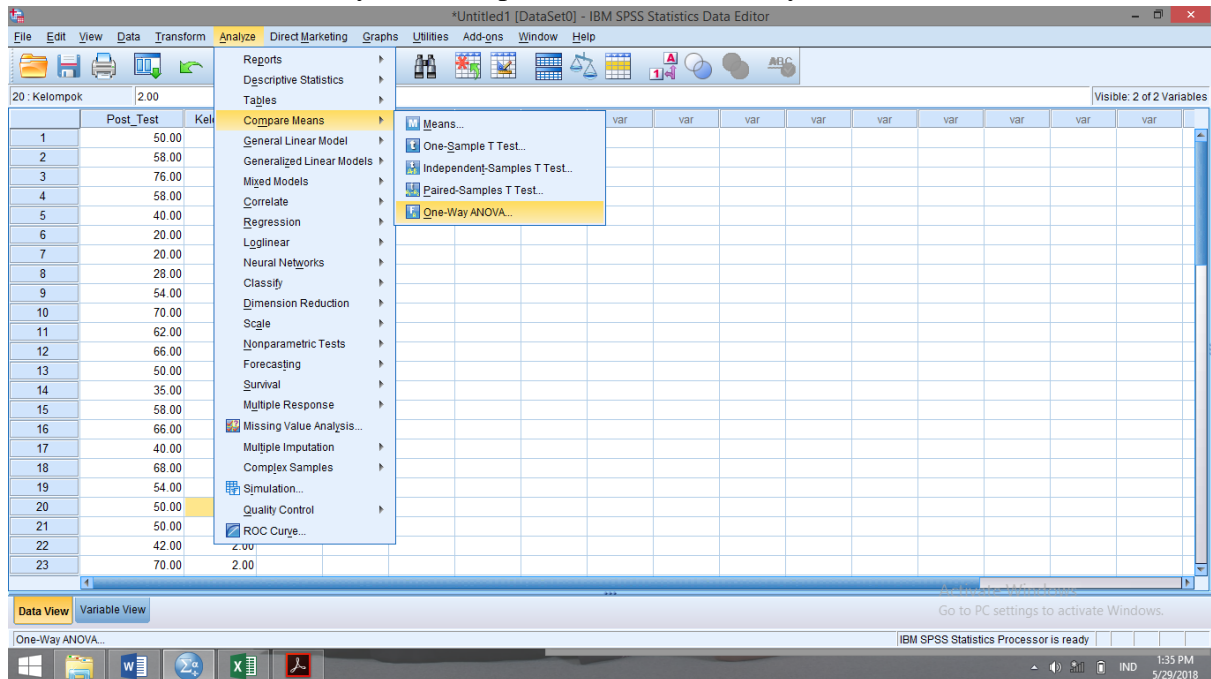 *Untitled1 [DataSet0] - IBM SPSS Statistics Data Editor
File Edit View Data Transform Analyze Direct Marketing Graphs Utilities Add-ons Window Help
20 : Kelompok 2.00 Visible: 2 of 2 Variables
Post_Test Kel var var var var var var var var
1 50.00
2 58.00
3 76.00
4 58.00
5 40.00
6 20.00
7 20.00
8 28.00
9 54.00
10 70.00
11 62.00
12 66.00
13 50.00
14 35.00
15 58.00
16 66.00
17 40.00
18 68.00
19 54.00
20 50.00
21 50.00
22 42.00 2.00
23 70.00 2.00
Reports
Descriptive Statistics
Tables
Compare Means
General Linear Model
Generalized Linear Models
Mixed Models
Correlate
Regression
Loglinear
Neural Networks
Classify
Dimension Reduction
Scale
Nonparametric Tests
Forecasting
Survival
Multiple Response
Missing Value Analysis...
Multiple Imputation
Complex Samples
Simulation...
Quality Control
ROC Curve...
Means...
One-Sample T Test...
Independent-Samples T Test...
Paired-Samples T Test...
One-Way ANOVA...
Data View Variable View
Activate Windows
Go to PC settings to activate Windows.
One-Way ANOVA... IBM SPSS Statistics Processor is ready
IND 1:35 PM
5/29/2018